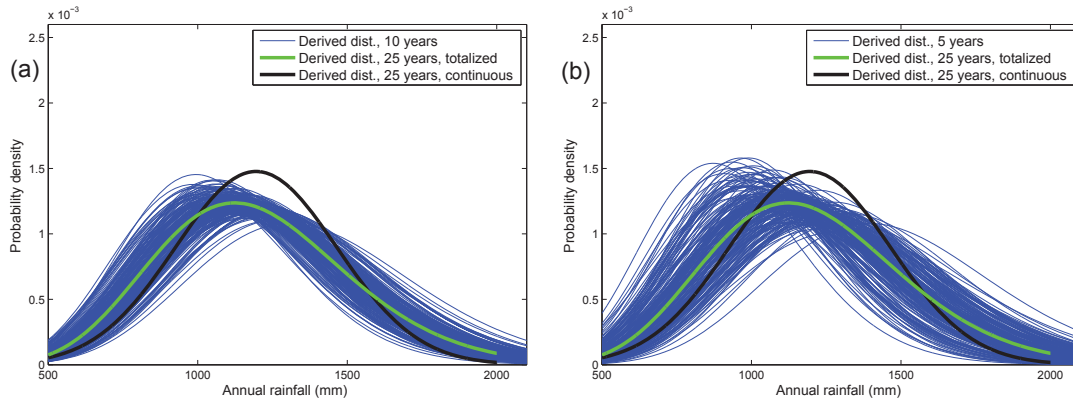 x 10⁻³
(a)
Derived dist., 10 years
Derived dist., 25 years, totalized
Derived dist., 25 years, continuous
2.5
2
1.5
1
0.5
0
500
1000
1500
2000
Probability density
Annual rainfall (mm)
x 10⁻³
(b)
Derived dist., 5 years
Derived dist., 25 years, totalized
Derived dist., 25 years, continuous
2.5
2
1.5
1
0.5
0
500
1000
1500
2000
Probability density
Annual rainfall (mm)